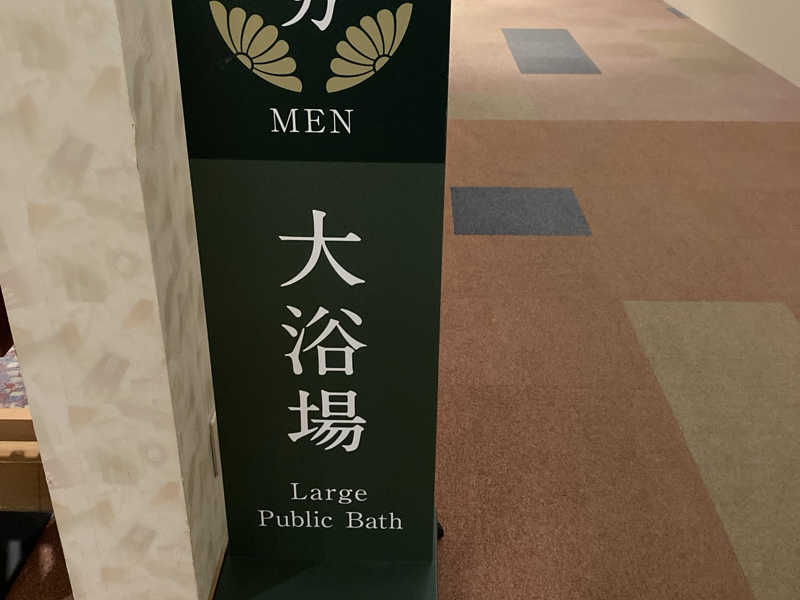 MEN
大浴場
Large
Public Bath